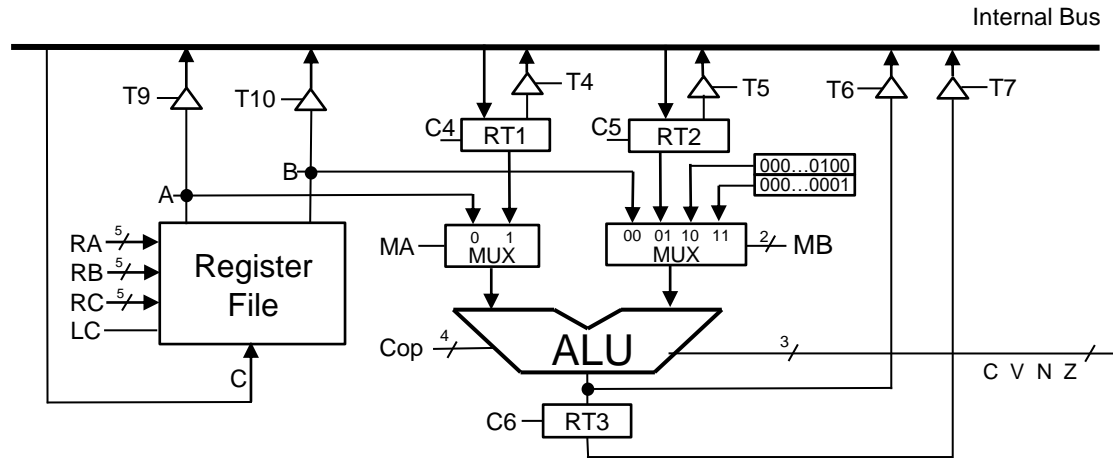 Internal Bus
T9
T10
T4
T5
T6
T7
C4
RT1
C5
RT2
000...0100
000...0001
A
B
RA
5
RB
5
RC
5
LC
Register
File
C
MA
0 1
MUX
00 01 10 11
MUX
2
MB
Cop
4
ALU
3
C V N Z
C6
RT3